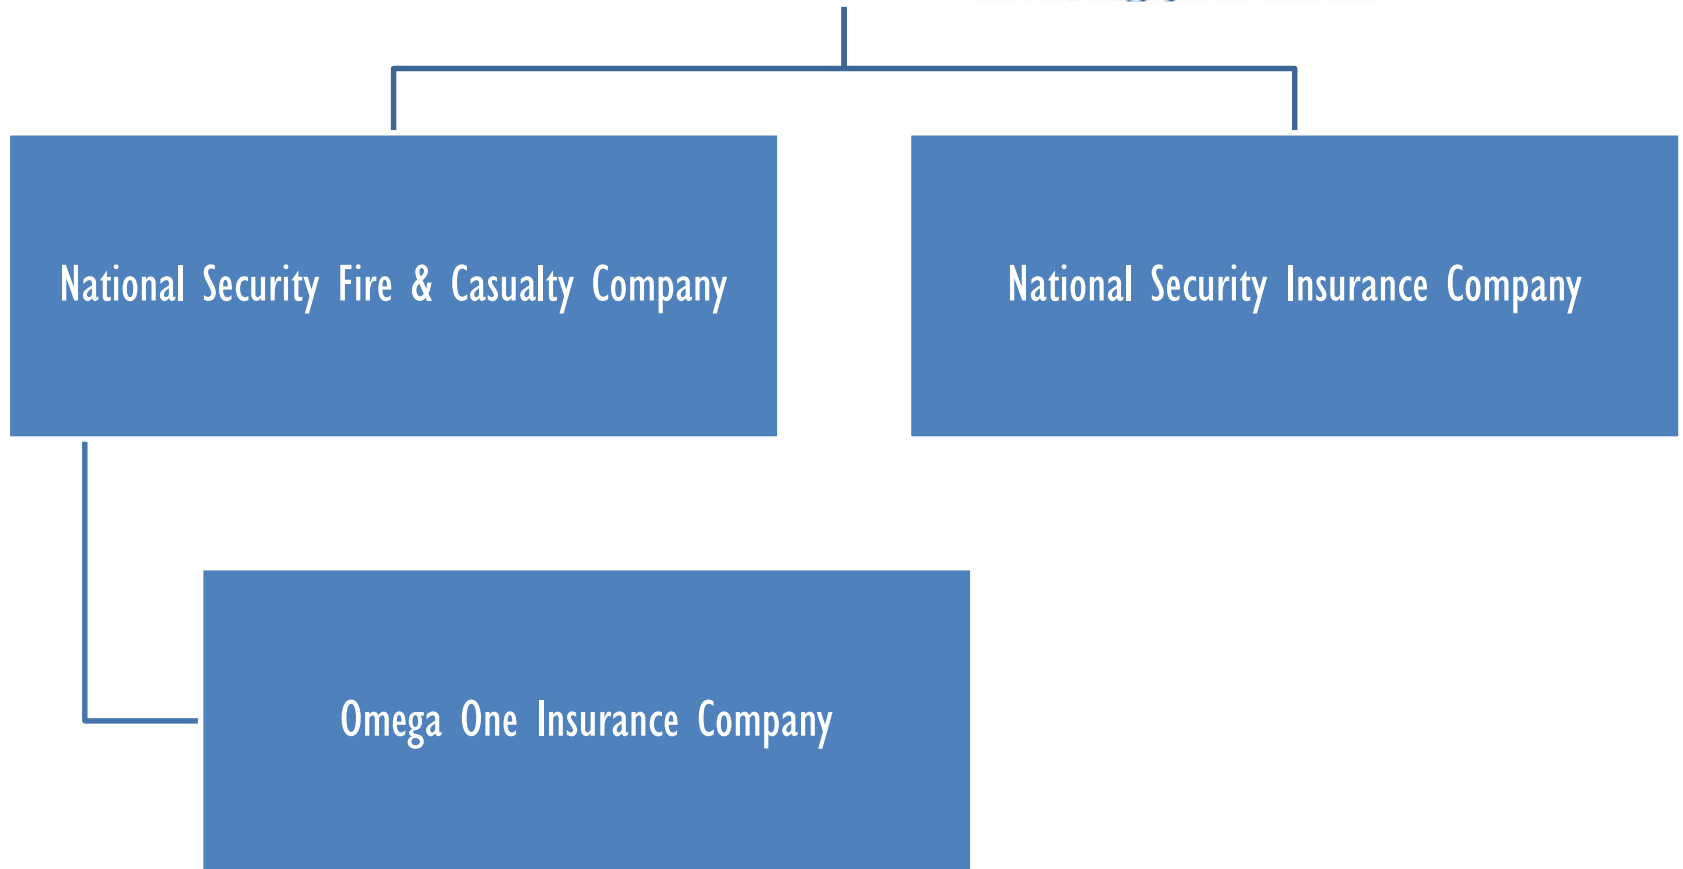 National Security Fire & Casualty Company
National Security Insurance Company
Omega One Insurance Company